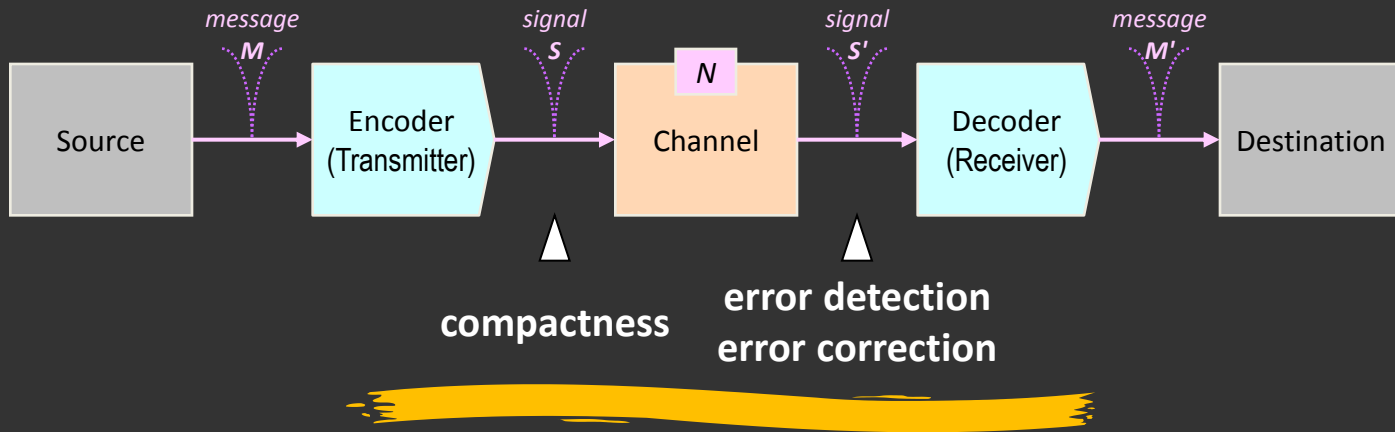 message
M
signal
S
signal
S'
message
M'
Source
Encoder
(Transmitter)
N
Channel
Decoder
(Receiver)
Destination
compactness
error detection
error correction